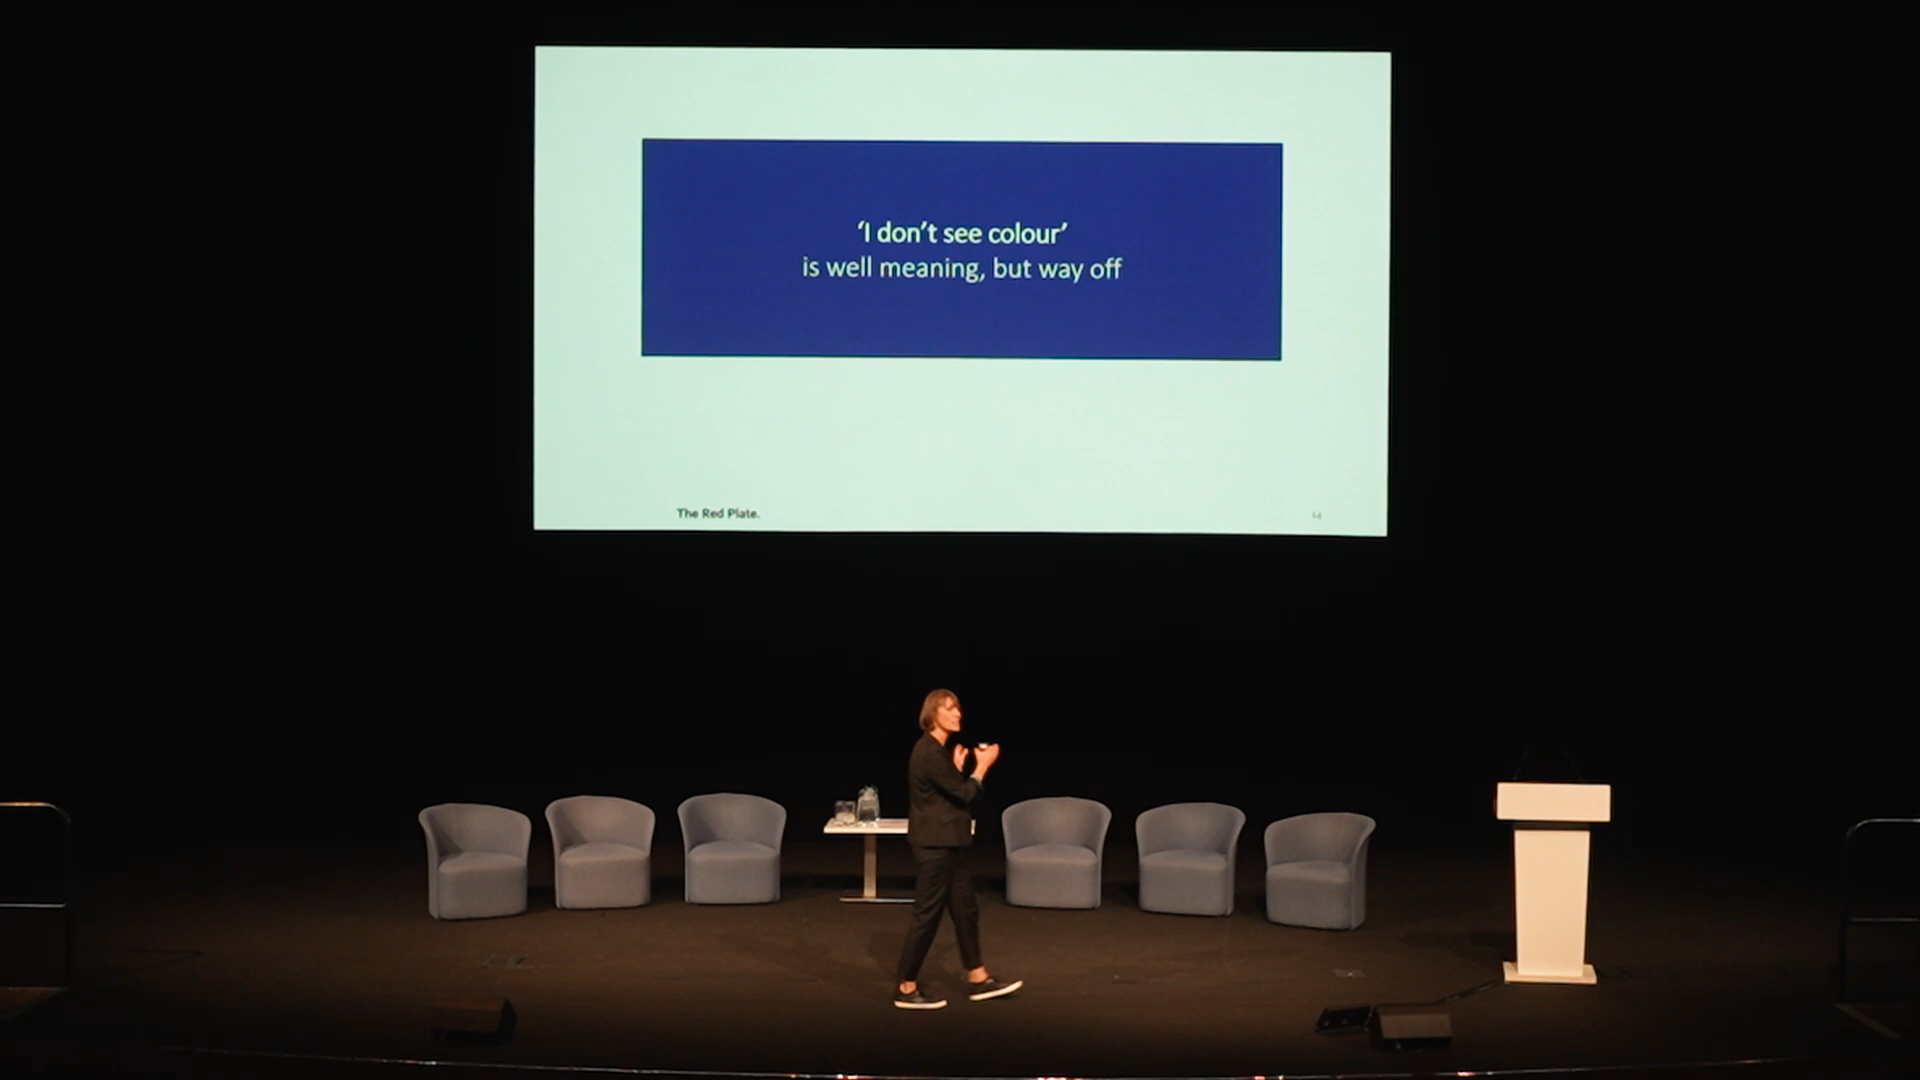 ‘I don’t see colour’
is well meaning, but way off
The Red Plate.